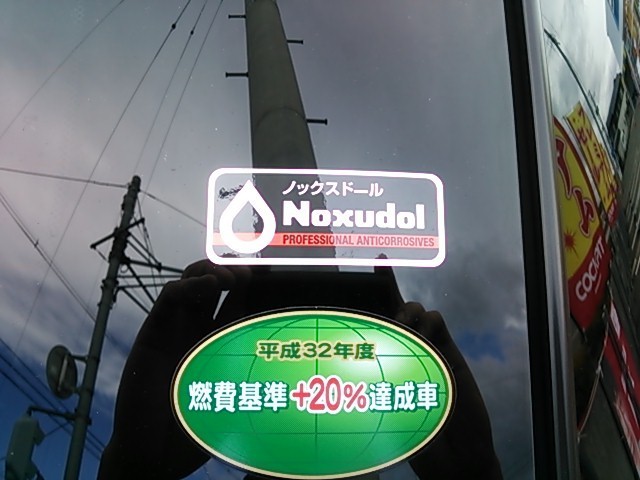 ノックスドール
Noxudol
PROFESSIONAL ANTICORROSIVES
平成32年度
燃費基準+20%達成車